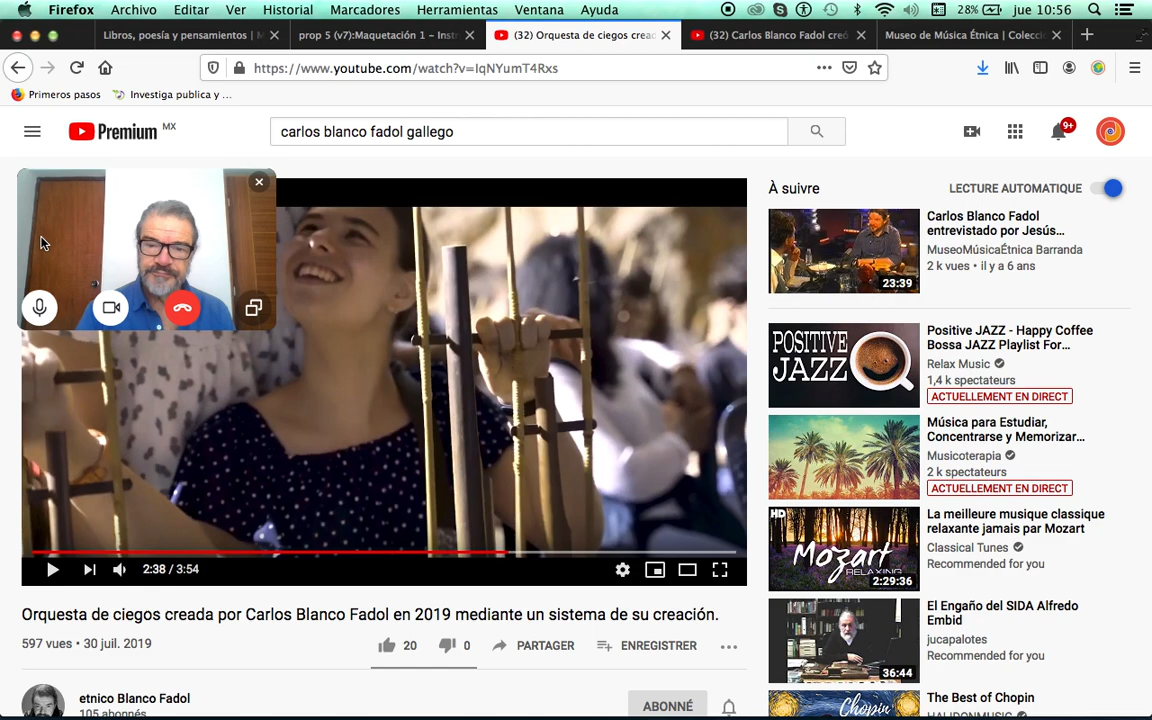 Firefox Archivo Editar Ver Historial Marcadores Herramientas Ventana Ayuda 28% jue 10:56
Libros, poesía y pensamientos | M
prop 5 (v7):Maquetación 1 – Inst
(32) Orquesta de ciegos cread
(32) Carlos Blanco Fadol creó
Museo de Música Étnica | Colecci
https://www.youtube.com/watch?v=IqNYumT4Rxs
Primeros pasos Investiga publica y ...
Premium MX
carlos blanco fadol gallego
9+
À suivre LECTURE AUTOMATIQUE
Carlos Blanco Fadol
entrevistado por Jesús...
MuseoMúsicaÉtnica Barranda
2 k vues • il y a 6 ans
23:39
POSITIVE
JAZZ
Positive JAZZ - Happy Coffee
Bossa JAZZ Playlist For...
Relax Music
1,4 k spectateurs
ACTUELLEMENT EN DIRECT
Música para Estudiar,
Concentrarse y Memorizar...
Musicoterapia
2 k spectateurs
ACTUELLEMENT EN DIRECT
HD
Mozart
RELAXING
2:29:36
La meilleure musique classique
relaxante jamais par Mozart
Classical Tunes
Recommended for you
El Engaño del SIDA Alfredo
Embid
jucapalotes
Recommended for you
36:44
Chopin
The Best of Chopin
HALIDONMUSIC
2:38 / 3:54
Orquesta de ciegos creada por Carlos Blanco Fadol en 2019 mediante un sistema de su creación.
597 vues • 30 juil. 2019
20 0 PARTAGER ENREGISTRER
etnico Blanco Fadol
105 abonnés
ABONNÉ